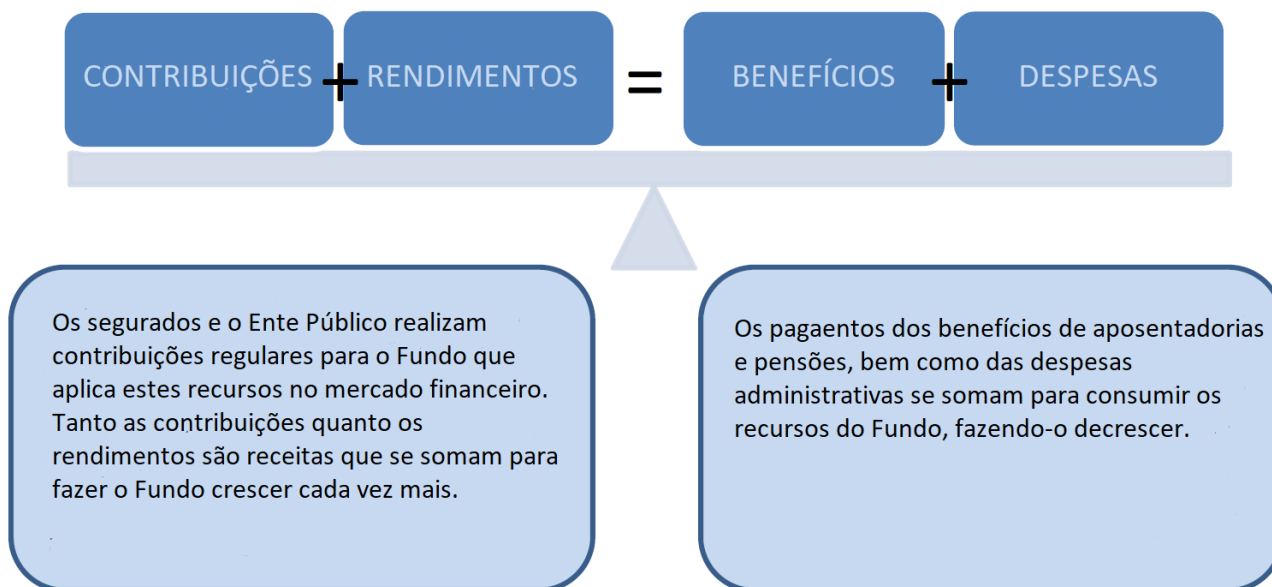 CONTRIBUIÇÕES + RENDIMENTOS = BENEFÍCIOS + DESPESAS
Os segurados e o Ente Público realizam
contribuições regulares para o Fundo que
aplica estes recursos no mercado financeiro.
Tanto as contribuições quanto os
rendimentos são receitas que se somam para
fazer o Fundo crescer cada vez mais.
Os pagaentos dos benefícios de aposentadorias
e pensões, bem como das despesas
administrativas se somam para consumir os
recursos do Fundo, fazendo-o decrescer.